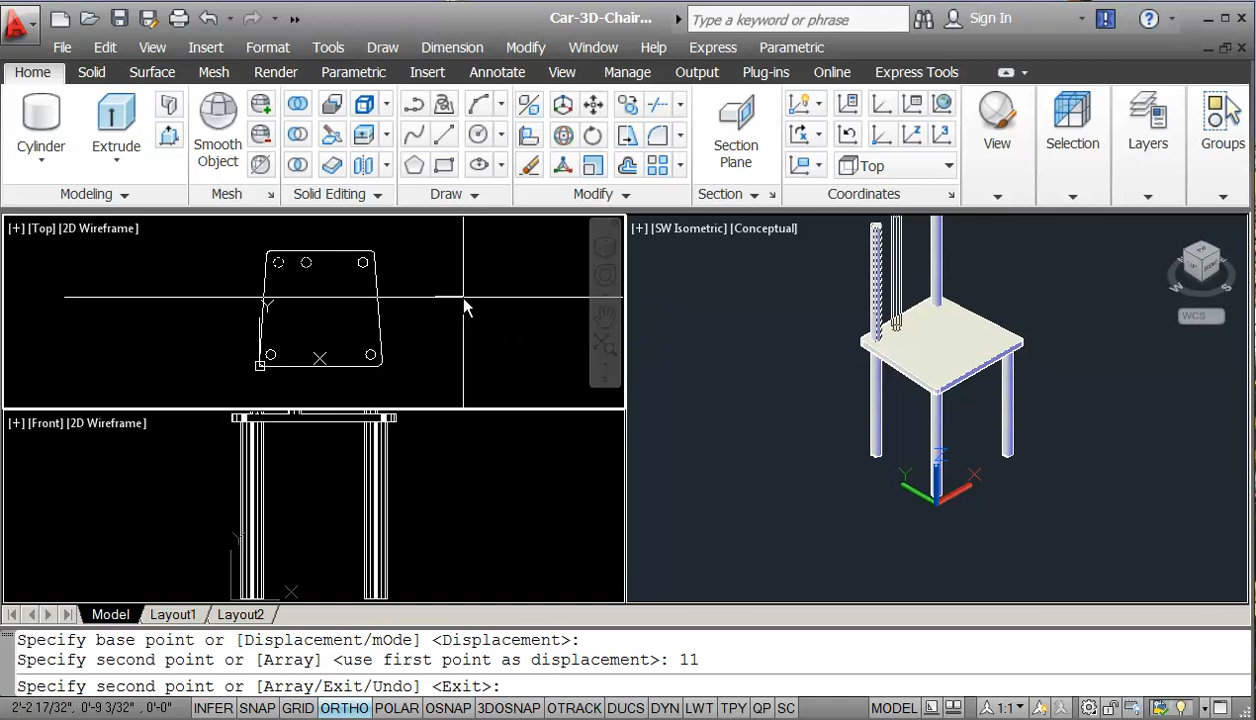 Car-3D-Chair... Type a keyword or phrase Sign In
File Edit View Insert Format Tools Draw Dimension Modify Window Help Express Parametric
Home Solid Surface Mesh Render Parametric Insert Annotate View Manage Plug-ins Output Online Express Tools
Cylinder Extrude Smooth Object Section Plane Top View Selection Layers Groups
Modeling Mesh Solid Editing Draw Modify Section Coordinates
[+] [Top] [2D Wireframe]
[+] [SW Isometric] [Conceptual]
WCS
Y
X
Z
Y X
[+] [Front] [2D Wireframe]
X
Model Layout1 Layout2
Specify base point or [Displacement/mOde] <Displacement>:
Specify second point or [Array] <use first point as displacement>: 11
Specify second point or [Array/Exit/Undo] <Exit>:
2'-2 17/32", 0'-9 3/32" , 0'-0" INFER SNAP GRID ORTHO POLAR OSNAP 3DOSNAP OTRACK DUCS DYN LWT TPY QP SC MODEL 1:1